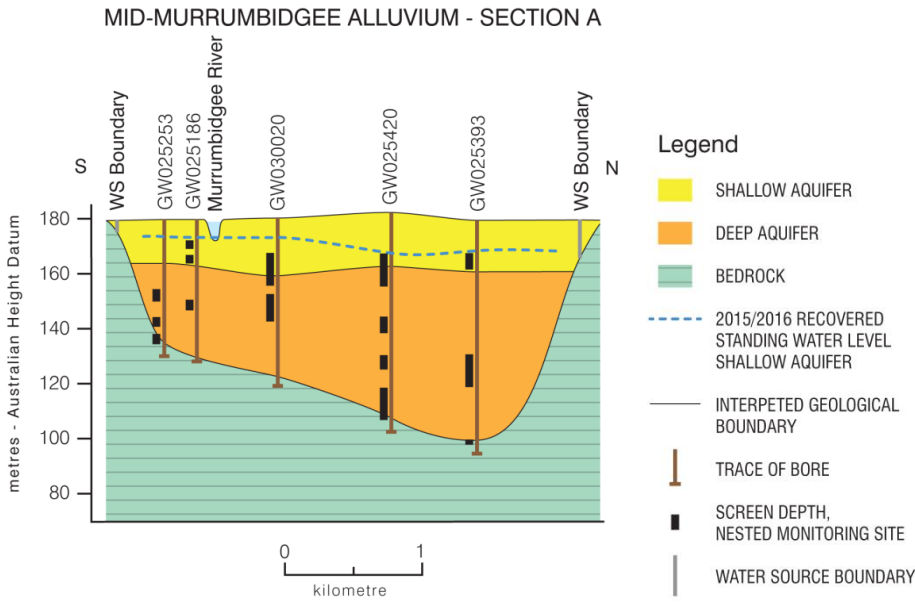 MID-MURRUMBIDGEE ALLUVIUM - SECTION A
S
WS Boundary
GW025253
GW025186
Murrumbidgee River
GW030020
GW025420
GW025393
WS Boundary
N
metres - Australian Height Datum
180
160
140
120
100
80
0
1
kilometre
Legend
SHALLOW AQUIFER
DEEP AQUIFER
BEDROCK
2015/2016 RECOVERED
STANDING WATER LEVEL
SHALLOW AQUIFER
INTERPETED GEOLOGICAL
BOUNDARY
TRACE OF BORE
SCREEN DEPTH,
NESTED MONITORING SITE
WATER SOURCE BOUNDARY